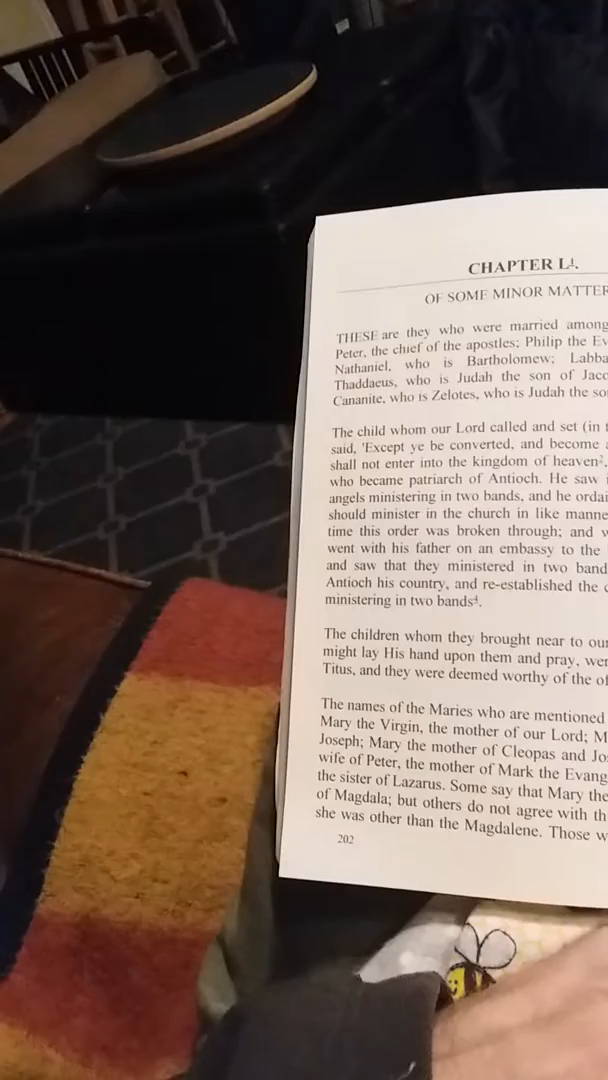 CHAPTER L¹.
OF SOME MINOR MATTER
THESE are they who were married among
Peter, the chief of the apostles; Philip the Ev
Nathaniel, who is Bartholomew; Labba
Thaddaeus, who is Judah the son of Jaco
Cananite, who is Zelotes, who is Judah the so
The child whom our Lord called and set (in t
said, 'Except ye be converted, and become a
shall not enter into the kingdom of heaven²,
who became patriarch of Antioch. He saw i
angels ministering in two bands, and he ordai
should minister in the church in like manne
time this order was broken through; and w
went with his father on an embassy to the
and saw that they ministered in two band
Antioch his country, and re-established the c
ministering in two bands⁴.
The children whom they brought near to our
might lay His hand upon them and pray, wer
Titus, and they were deemed worthy of the of
The names of the Maries who are mentioned
Mary the Virgin, the mother of our Lord; M
Joseph; Mary the mother of Cleopas and Jo
wife of Peter, the mother of Mark the Evang
the sister of Lazarus. Some say that Mary the
of Magdala; but others do not agree with th
she was other than the Magdalene. Those w
202